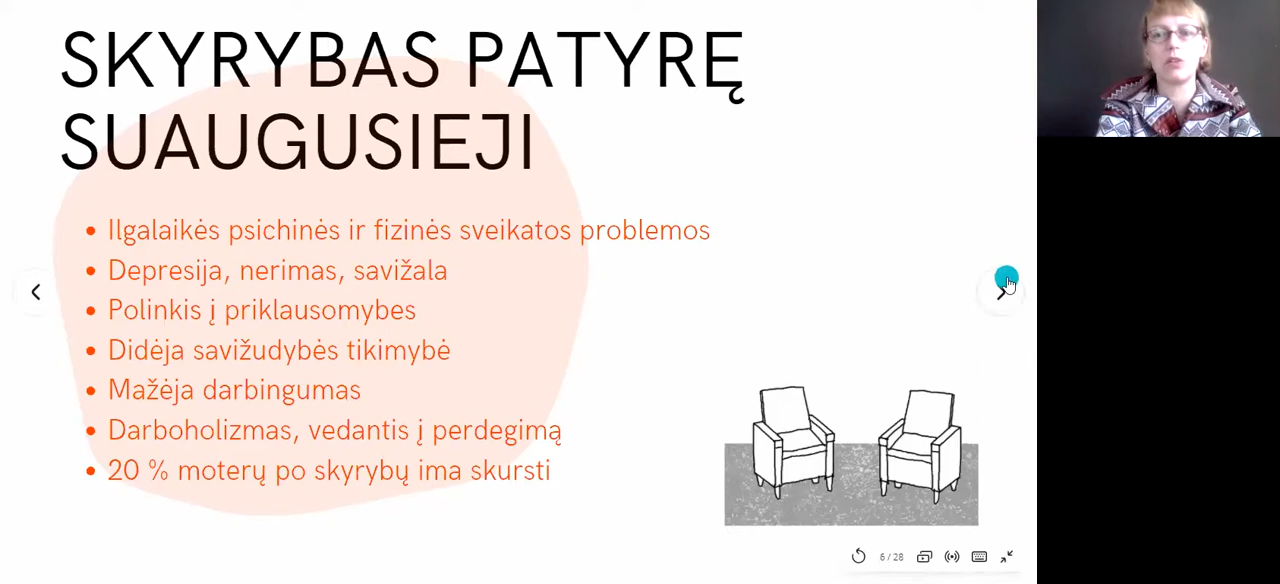 SKYRYBAS PATYRĘ
SUAUGUSIEJI
• Ilgalaikės psichinės ir fizinės sveikatos problemos
• Depresija, nerimas, savižala
• Polinkis į priklausomybes
• Didėja savižudybės tikimybė
• Mažėja darbingumas
• Darboholizmas, vedantis į perdegimą
• 20 % moterų po skyrybų ima skursti
6 / 28